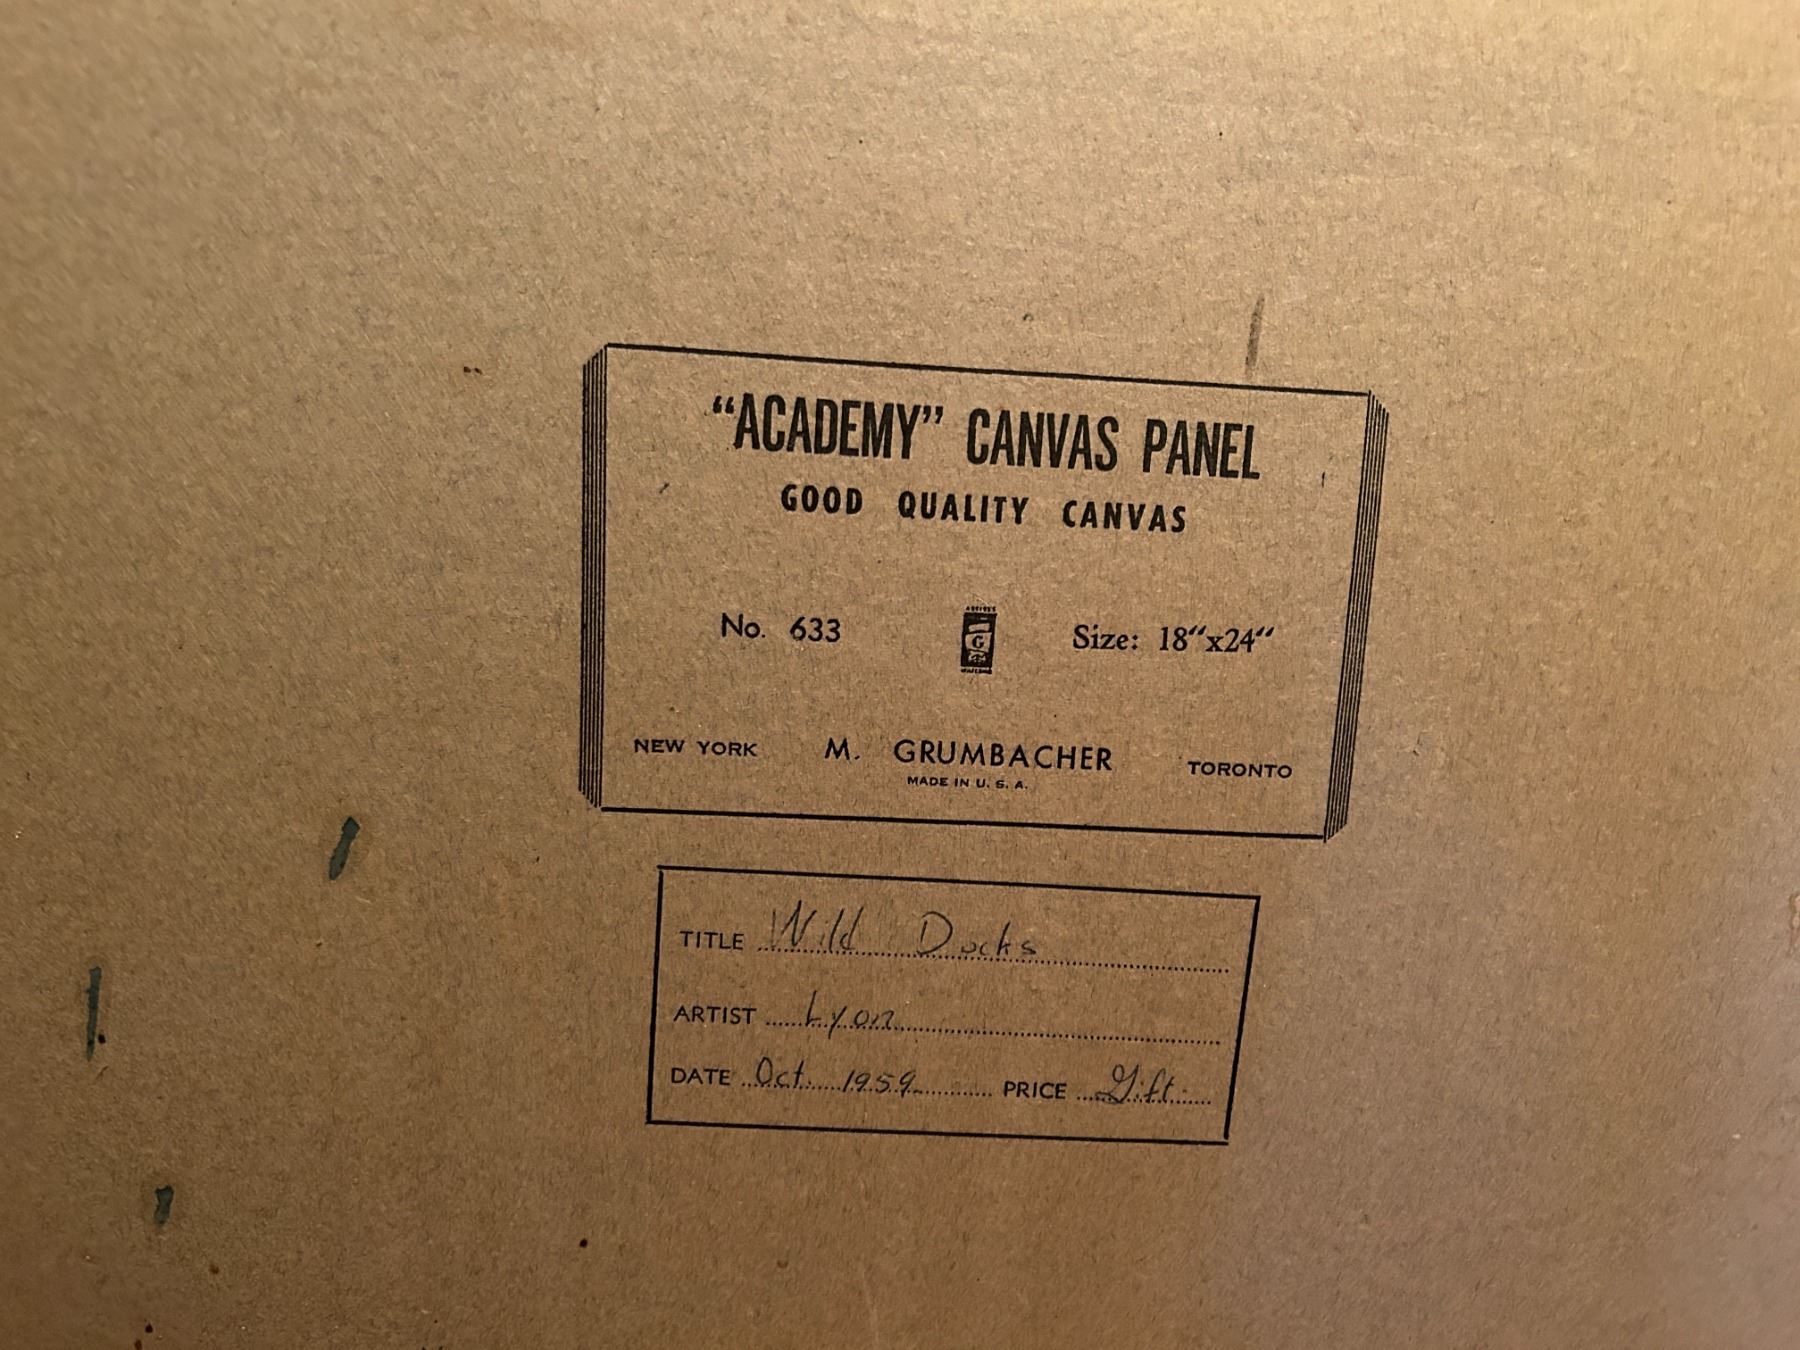 "ACADEMY" CANVAS PANEL
GOOD QUALITY CANVAS
No. 633 G Size: 18"x24"
NEW YORK M. GRUMBACHER TORONTO
MADE IN U. S. A.
TITLE Wild Ducks
ARTIST Lyon
DATE Oct. 1959 PRICE Gift